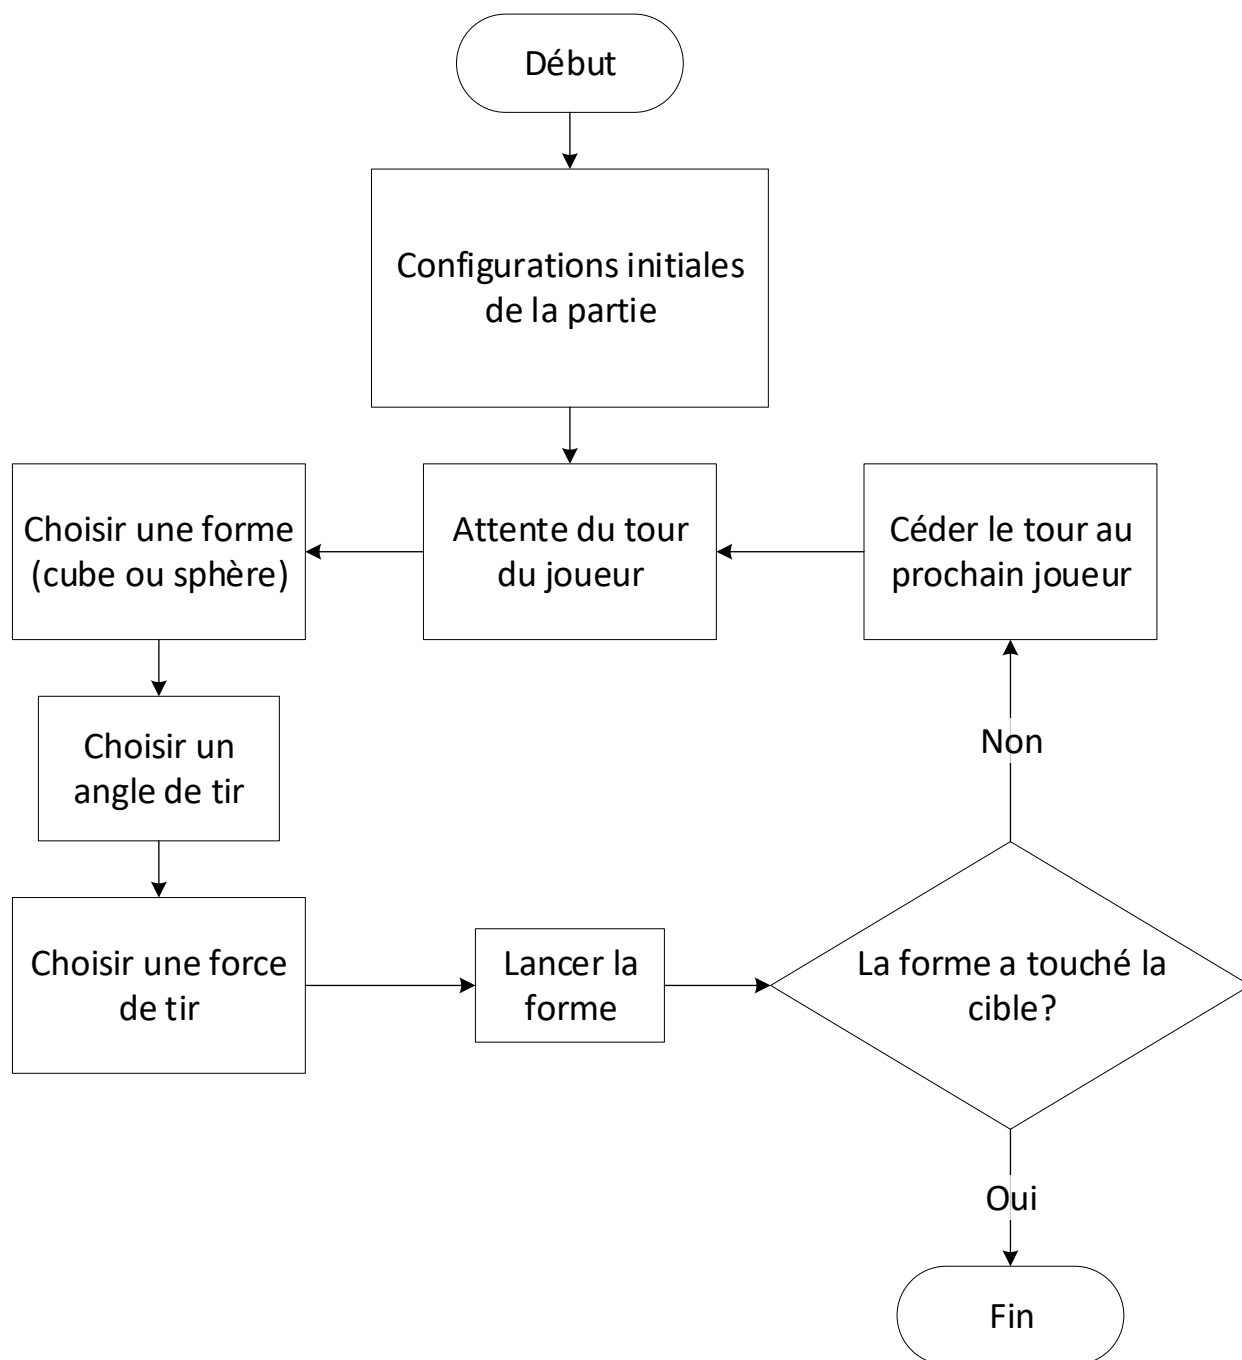 Début
Configurations initiales
de la partie
Choisir une forme
(cube ou sphère)
Attente du tour
du joueur
Céder le tour au
prochain joueur
Choisir un
angle de tir
Non
Choisir une force
de tir
Lancer la
forme
La forme a touché la
cible?
Oui
Fin